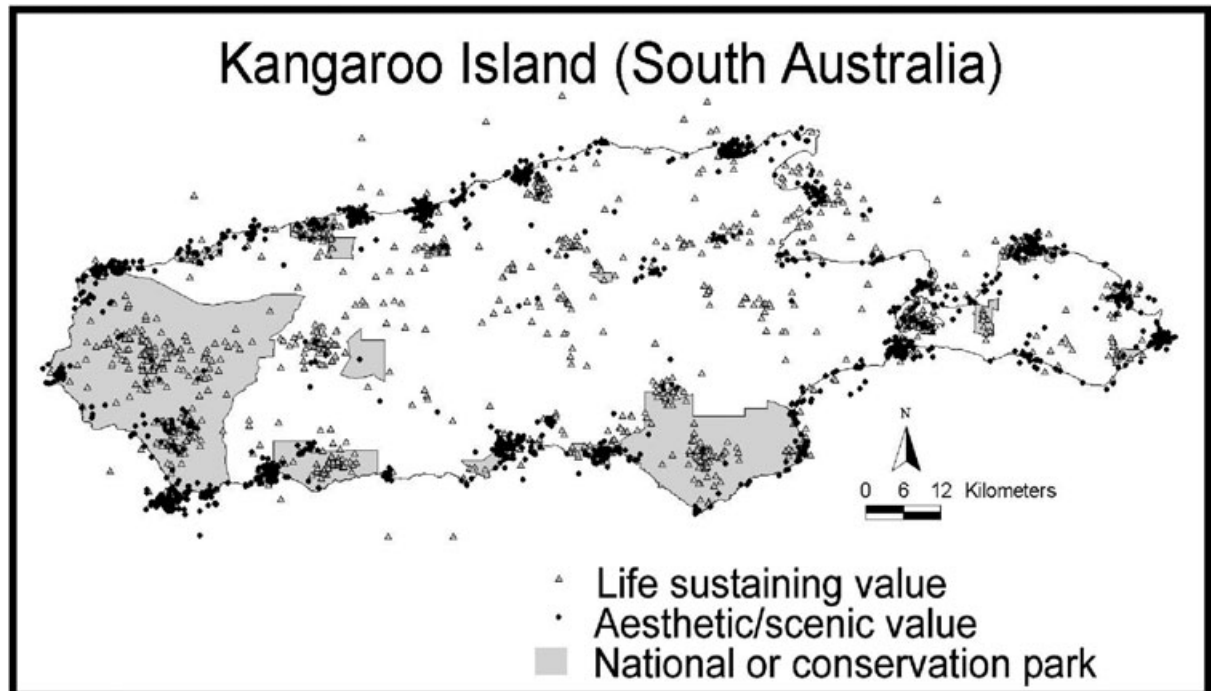 Kangaroo Island (South Australia)
N
0 6 12 Kilometers
Life sustaining value
Aesthetic/scenic value
National or conservation park